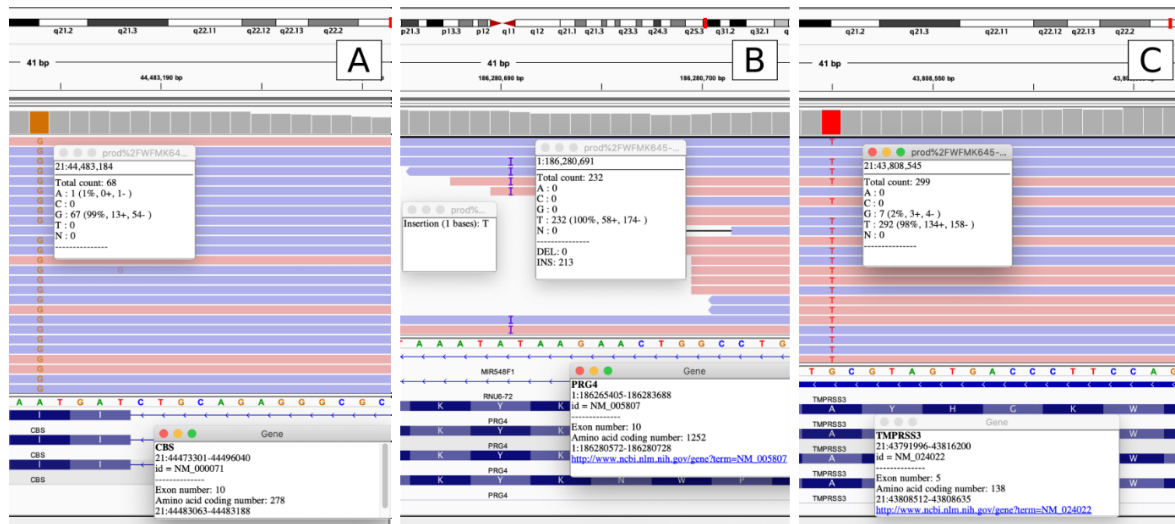 q21.2 q21.3 q22.11 q22.12 q22.13 q22.2
A
41 bp
44,483,190 bp
G
prod%2FWFMK64...
21:44,483,184
Total count: 68
A : 1 (1%, 0+, 1- )
C : 0
G : 67 (99%, 13+, 54- )
T : 0
N : 0
---------------
A A T G A T C T G C A G A G G G C G C
I I
CBS
I I
CBS
I I
CBS
Gene
CBS
21:44473301-44496040
id = NM_000071
--------------
Exon number: 10
Amino acid coding number: 278
21:44483063-44483188
p21.3 p13.3 p12 q11 q12 q21.1 q21.3 q23.3 q24.3 q25.3 q31.2 q32.1 q
B
41 bp
186,280,690 bp 186,280,700 bp
prod%2FWFMK645-...
1:186,280,691
Total count: 232
A : 0
C : 0
G : 0
T : 232 (100%, 58+, 174- )
N : 0
---------------
DEL: 0
INS: 213
prod%...
Insertion (1 bases): T
T A A A T A T A A G A A C T G G C C T G
MIR548F1
RNU6-72
K Y K
PRG4
K Y K
PRG4
K Y K
PRG4
K Y K N W P
PRG4
Gene
PRG4
1:186265405-186283688
id = NM_005807
--------------
Exon number: 10
Amino acid coding number: 1252
1:186280572-186280728
http://www.ncbi.nlm.nih.gov/gene?term=NM_005807
q21.2 q21.3 q22.11 q22.12 q22.13 q22.2
C
41 bp
43,808,550 bp
T
prod%2FWFMK645-...
21:43,808,545
Total count: 299
A : 0
C : 0
G : 7 (2%, 3+, 4- )
T : 292 (98%, 134+, 158- )
N : 0
---------------
T G C G T A G T G A C C C T T C C A G
TMPRSS3
A Y H G K W
TMPRSS3
A W
TMPRSS3
A W
TMPRSS3
A W
TMPRSS3
Gene
TMPRSS3
21:43791996-43816200
id = NM_024022
--------------
Exon number: 5
Amino acid coding number: 138
21:43808512-43808635
http://www.ncbi.nlm.nih.gov/gene?term=NM_024022